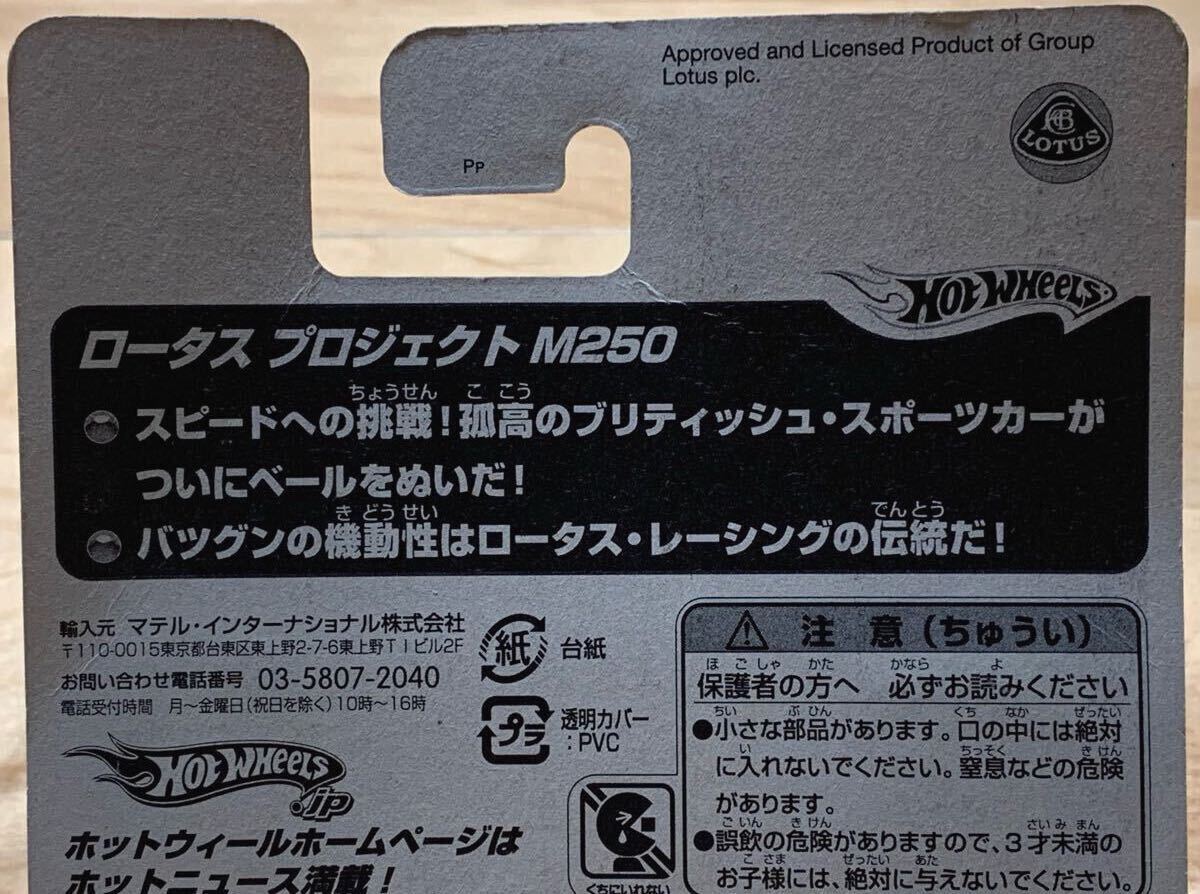 Approved and Licensed Product of Group
Lotus plc.
LOTUS
PP
HOT WHEELS
ロータス プロジェクト M250
ちょうせん ここう
スピードへの挑戦！孤高のブリティッシュ・スポーツカーが
ついにベールをぬいだ！
きどうせい でんとう
バツグンの機動性はロータス・レーシングの伝統だ！
輸入元 マテル・インターナショナル株式会社
〒110-0015東京都台東区東上野2-7-6東上野TIビル2F
お問い合わせ電話番号 03-5807-2040
電話受付時間 月～金曜日（祝日を除く）10時～16時
紙 台紙
プラ 透明カバー
：PVC
HOT WHEELS
.jp
ホットウィールホームページは
ホットニュース満載！
くちにいれない
注 意（ちゅうい）
ほごしゃ かた かなら よ
保護者の方へ 必ずお読みください
ちい ぶひん くち なか ぜったい
●小さな部品があります。口の中には絶対
い ちっそく きけん
に入れないでください。窒息などの危険
があります。
ごいん きけん さいみまん
●誤飲の危険がありますので、3才未満の
こさま ぜったい あた
お子様には、絶対に与えないでください。